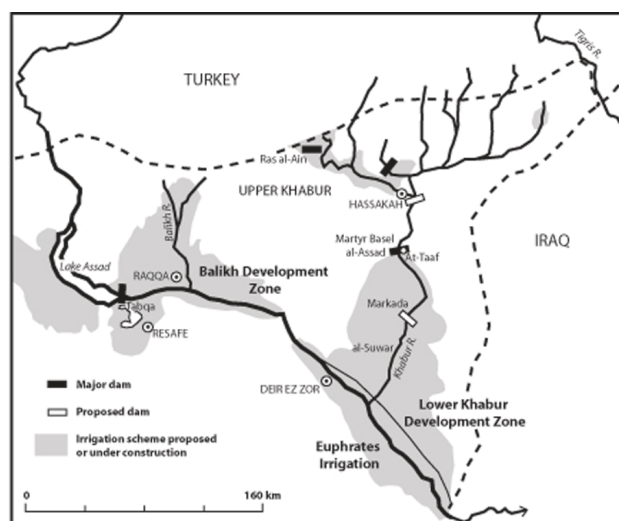 TURKEY
Tigris R.
Ras al-Ain
UPPER KHABUR
HASSAKAH
IRAQ
Balikh R.
Martyr Basel
al-Assad
At-Taaf
Lake Assad
RAQQA
Balikh Development
Zone
Tabqa
RESAFE
Markada
al-Suwar
Khabur R.
DEIR EZ ZOR
Lower Khabur
Development Zone
Euphrates
Irrigation
Major dam
Proposed dam
Irrigation scheme proposed
or under construction
0 160 km